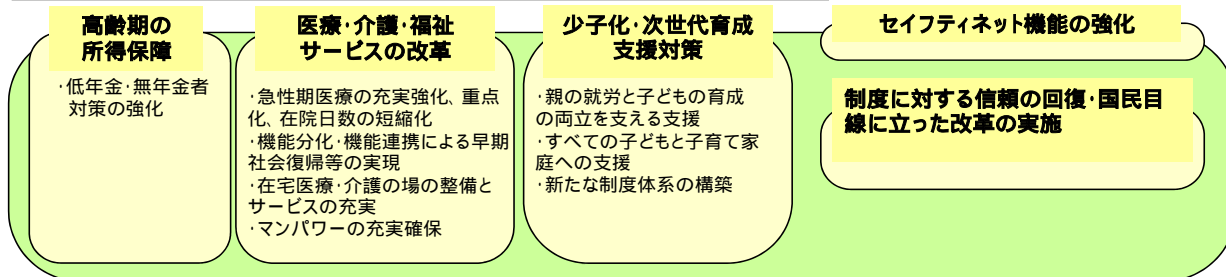 高齢期の
所得保障
・低年金・無年金者
対策の強化
医療・介護・福祉
サービスの改革
・急性期医療の充実強化、重点
化、在院日数の短縮化
・機能分化・機能連携による早期
社会復帰等の実現
・在宅医療・介護の場の整備と
サービスの充実
・マンパワーの充実確保
少子化・次世代育成
支援対策
・親の就労と子どもの育成
の両立を支える支援
・すべての子どもと子育て家
庭への支援
・新たな制度体系の構築
セイフティネット機能の強化
制度に対する信頼の回復・国民目
線に立った改革の実施